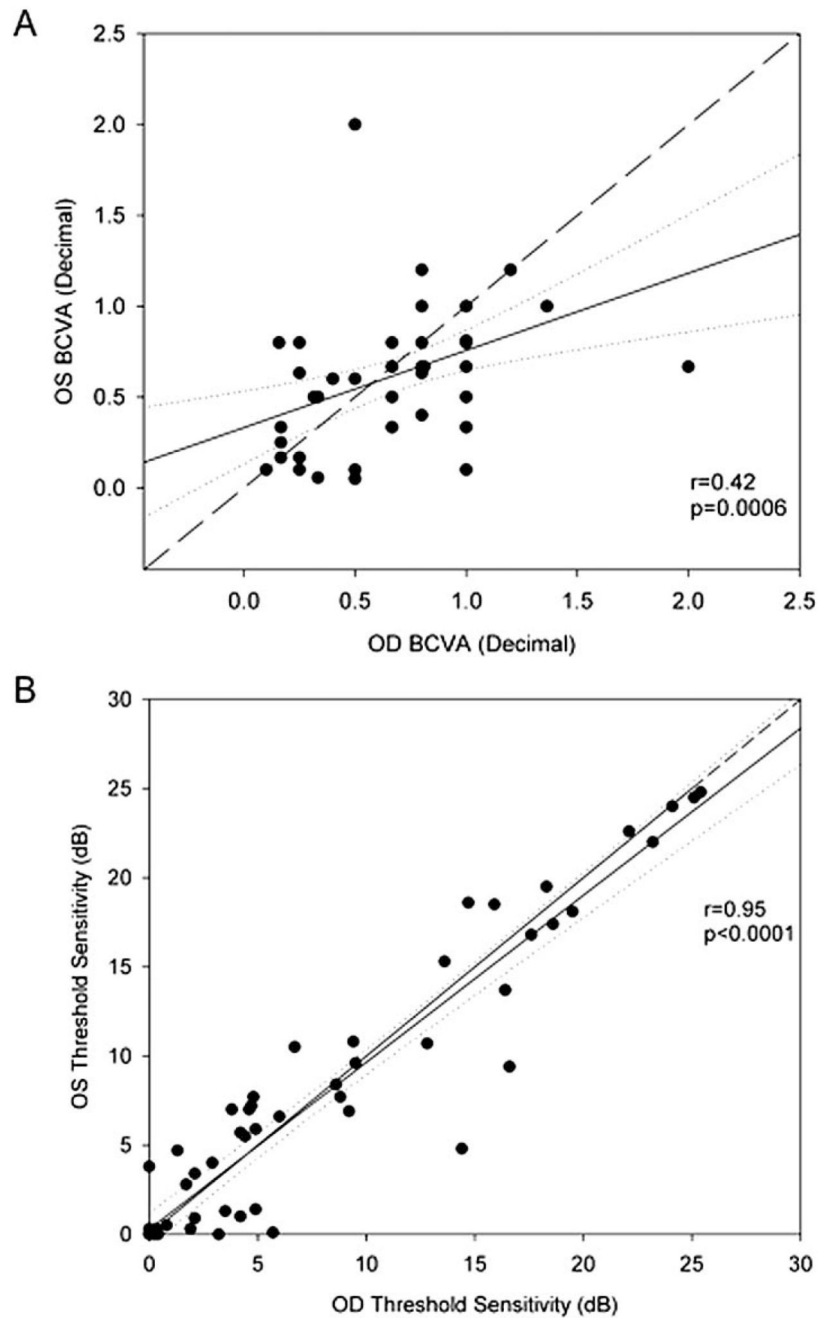 A
2.5
2.0
1.5
1.0
0.5
0.0
OS BCVA (Decimal)
r=0.42
p=0.0006
0.0 0.5 1.0 1.5 2.0 2.5
OD BCVA (Decimal)
B
30
25
20
15
10
5
0
OS Threshold Sensitivity (dB)
r=0.95
p<0.0001
0 5 10 15 20 25 30
OD Threshold Sensitivity (dB)